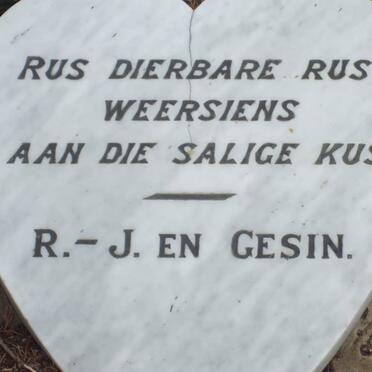 RUS DIERBARE RUS
WEERSIENS
AAN DIE SALIGE KUS
R.- J. EN GESIN.